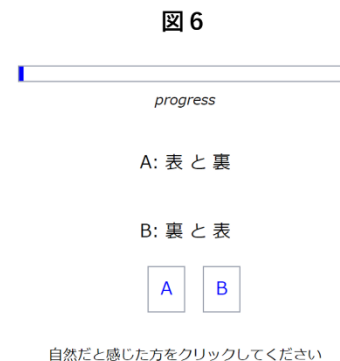 図6
progress
A: 表 と 裏
B: 裏 と 表
A B
自然だと感じた方をクリックしてください